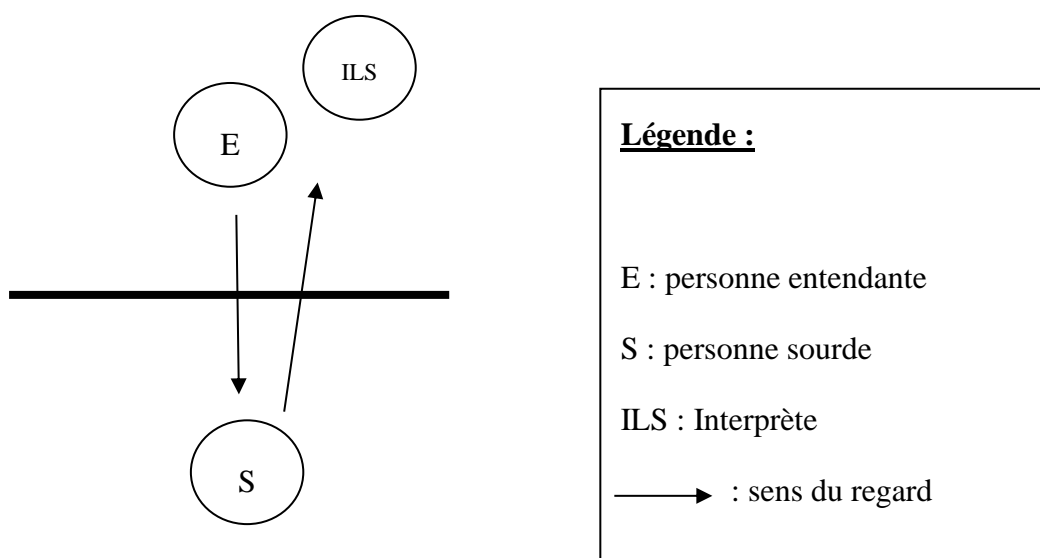 ILS
E
S
Légende :
E : personne entendante
S : personne sourde
ILS : Interprète
: sens du regard